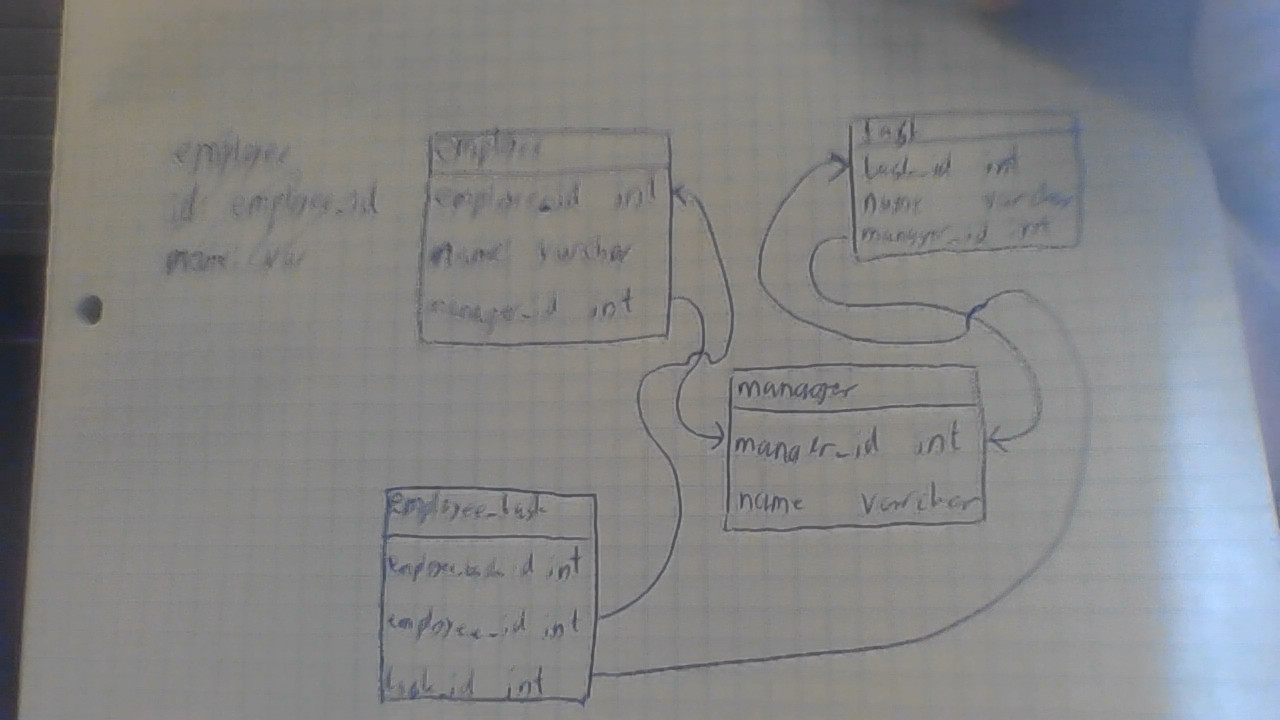 employee
id employee_id
name var
employee
employee_id int
name varchar
manager_id int
task
task_id int
name varchar
manager_id int
manager
manager_id int
name varchar
employee_task
int
employee_id int
task_id int